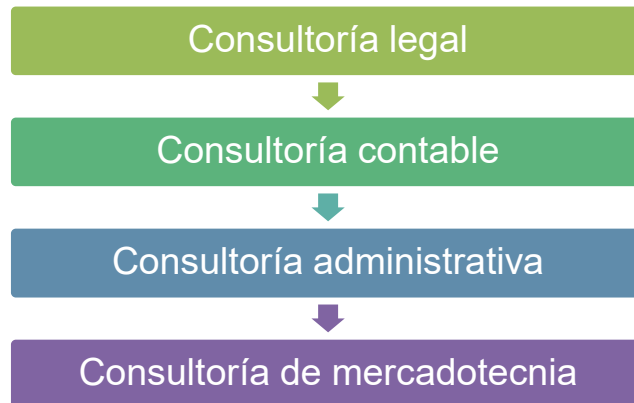 Consultoría legal
Consultoría contable
Consultoría administrativa
Consultoría de mercadotecnia